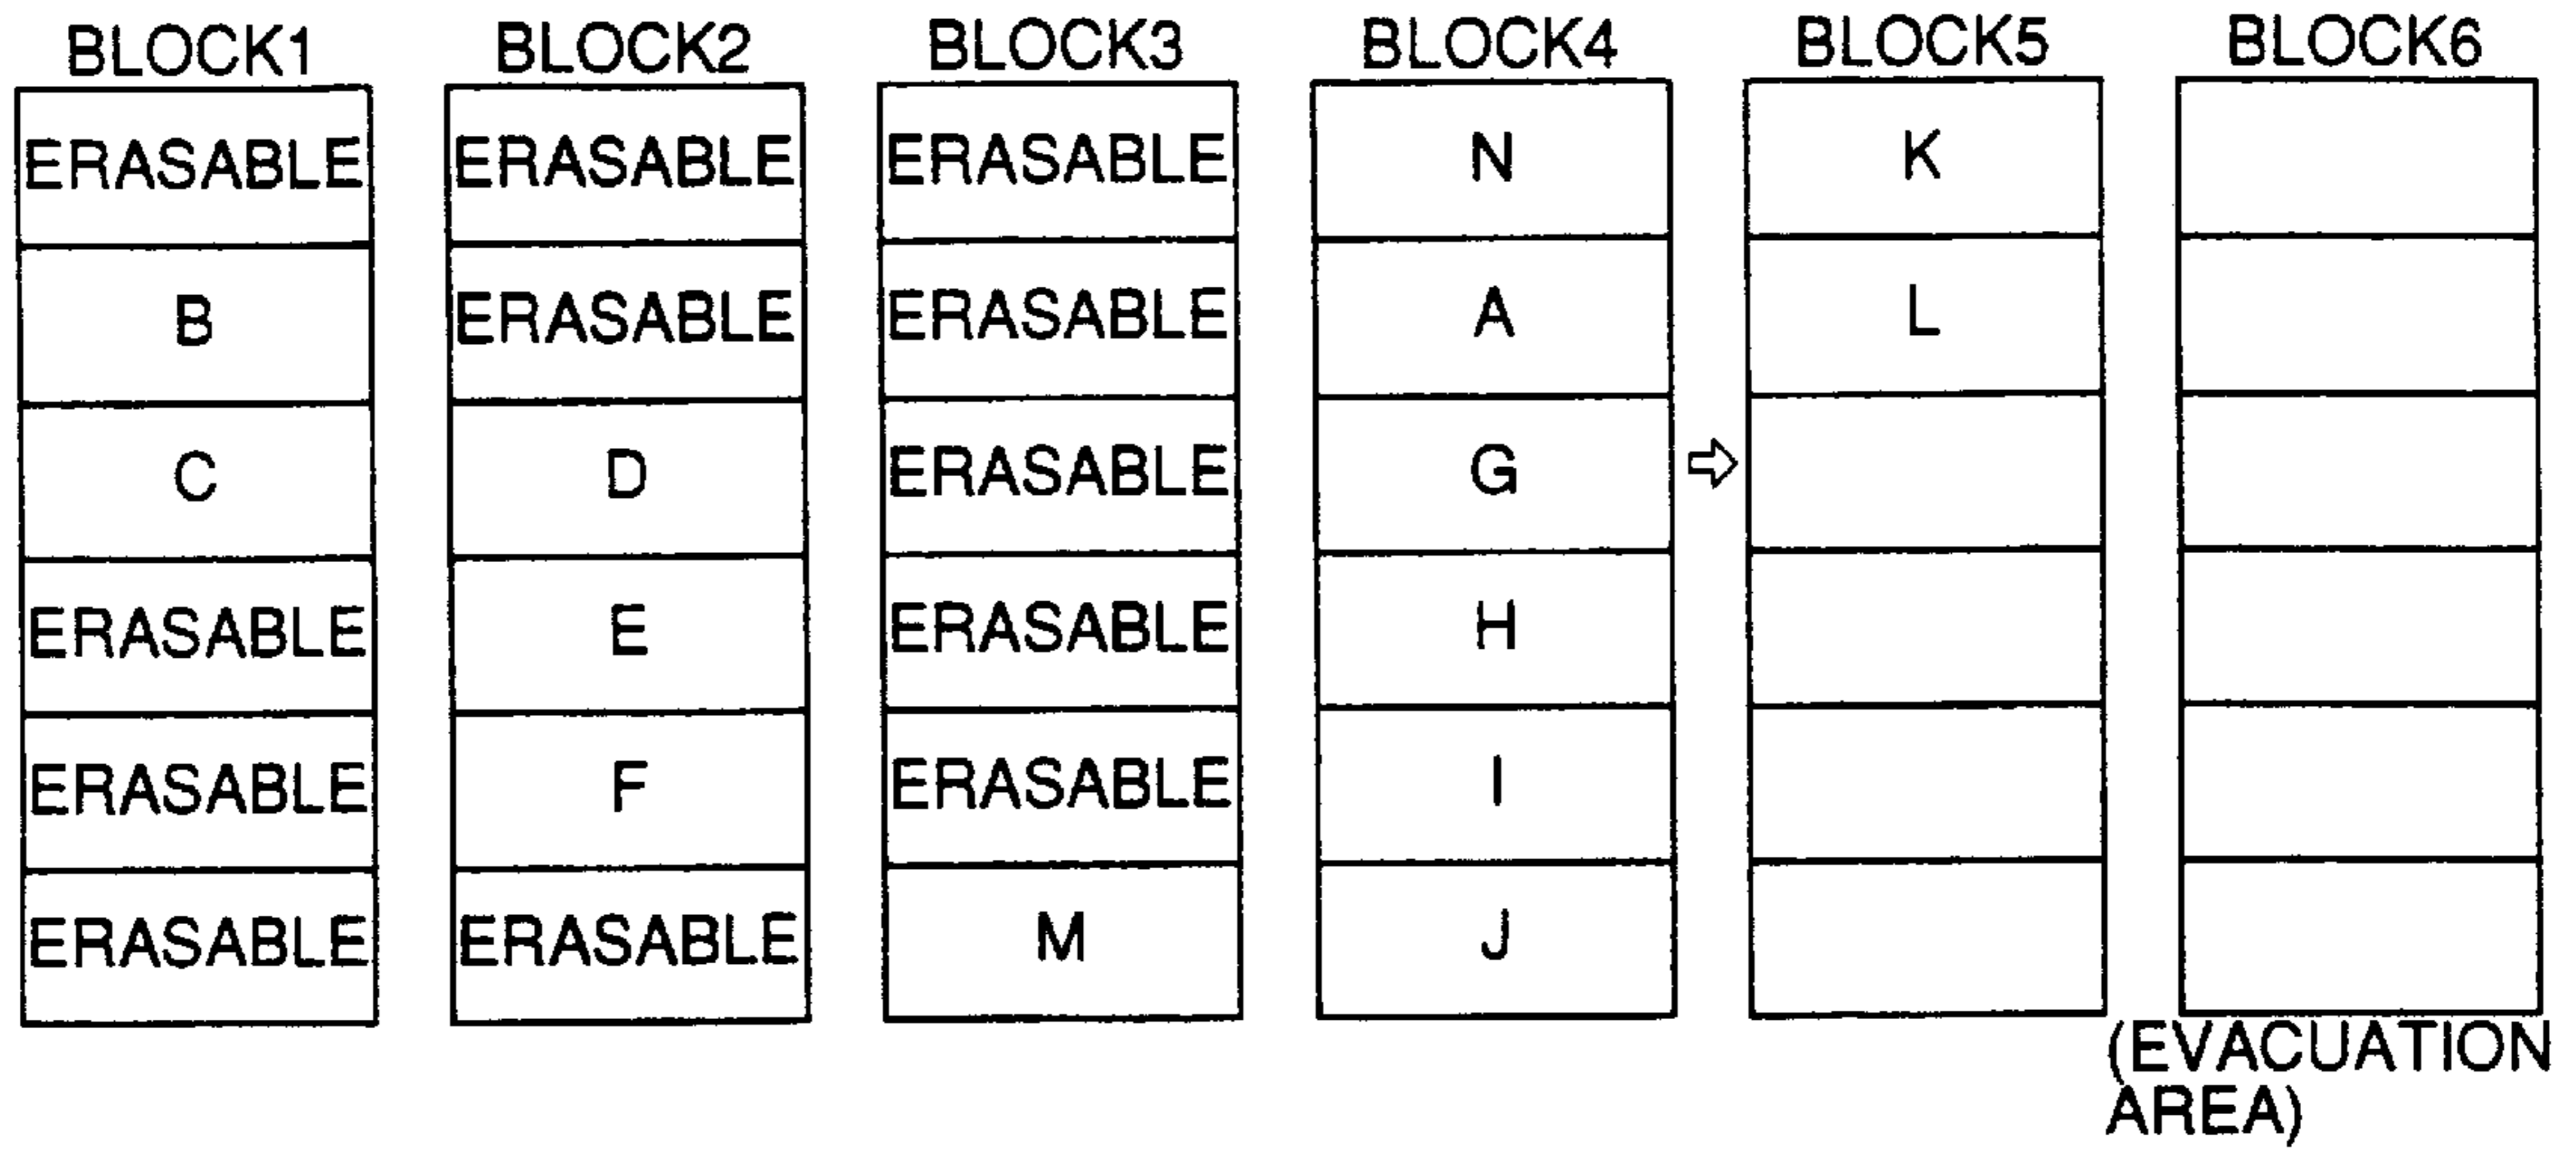 BLOCK1 BLOCK2 BLOCK3 BLOCK4 BLOCK5 BLOCK6
ERASABLE ERASABLE ERASABLE N K
B ERASABLE ERASABLE A L
C D ERASABLE G
ERASABLE E ERASABLE H
ERASABLE F ERASABLE I
ERASABLE ERASABLE M J
(EVACUATION
AREA)